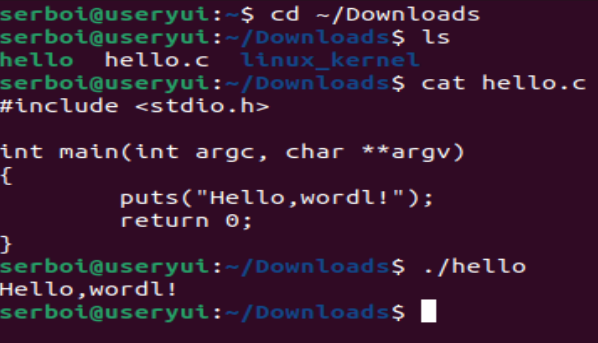 serboi@useryui:~$ cd ~/Downloads
serboi@useryui:~/Downloads$ ls
hello  hello.c  linux_kernel
serboi@useryui:~/Downloads$ cat hello.c
#include <stdio.h>

int main(int argc, char **argv)
{
        puts("Hello,wordl!");
        return 0;
}
serboi@useryui:~/Downloads$ ./hello
Hello,wordl!
serboi@useryui:~/Downloads$